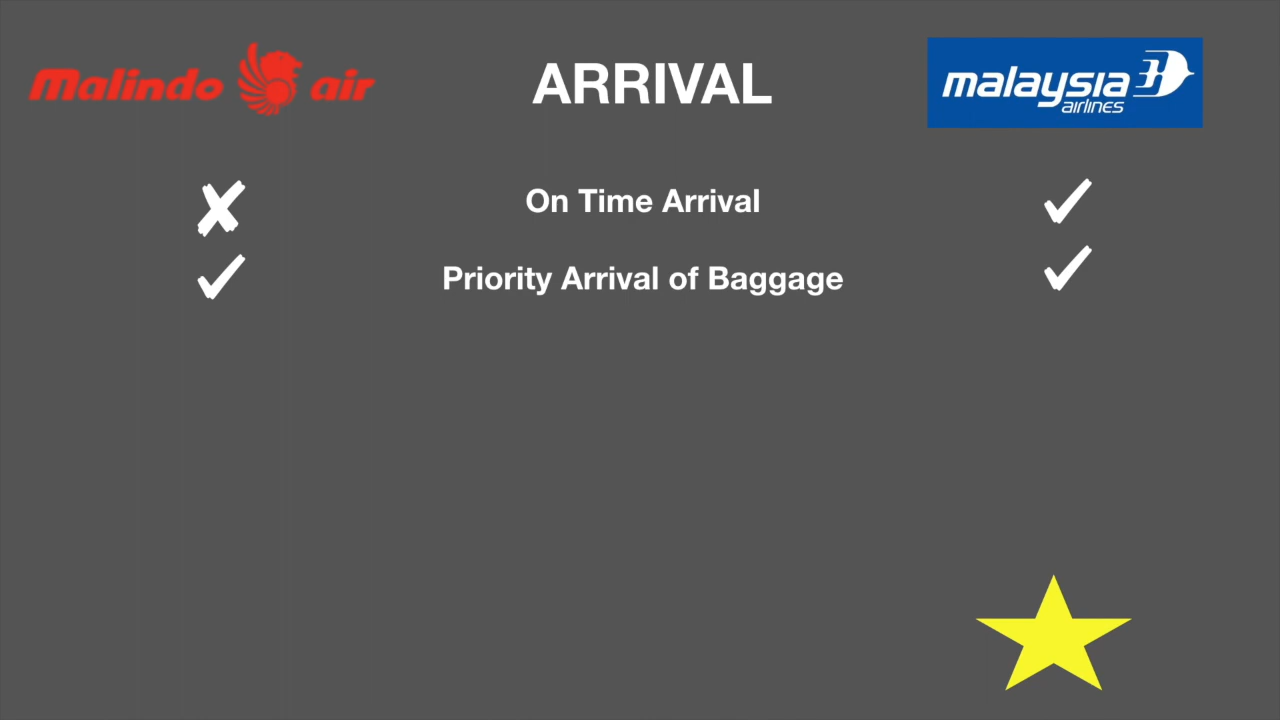 Malindo air
ARRIVAL
malaysia
airlines
On Time Arrival
Priority Arrival of Baggage